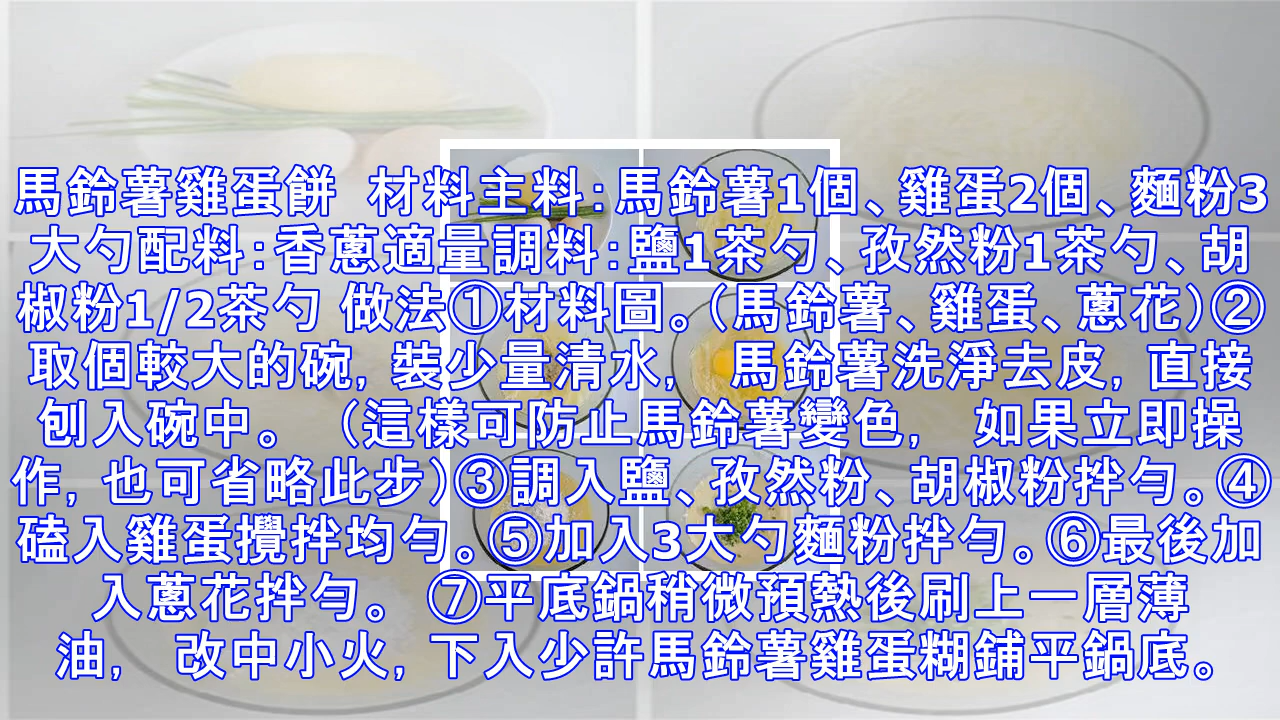 馬鈴薯雞蛋餅 材料主料:馬鈴薯1個、雞蛋2個、麵粉3
大勺配料:香蔥適量調料:鹽1茶勺、孜然粉1茶勺、胡
椒粉1/2茶勺 做法①材料圖。(馬鈴薯、雞蛋、蔥花)②
取個較大的碗, 裝少量清水, 馬鈴薯洗淨去皮, 直接
刨入碗中。 (這樣可防止馬鈴薯變色, 如果立即操
作, 也可省略此步)③調入鹽、孜然粉、胡椒粉拌勻。④
磕入雞蛋攪拌均勻。⑤加入3大勺麵粉拌勻。⑥最後加
入蔥花拌勻。 ⑦平底鍋稍微預熱後刷上一層薄
油, 改中小火, 下入少許馬鈴薯雞蛋糊鋪平鍋底。